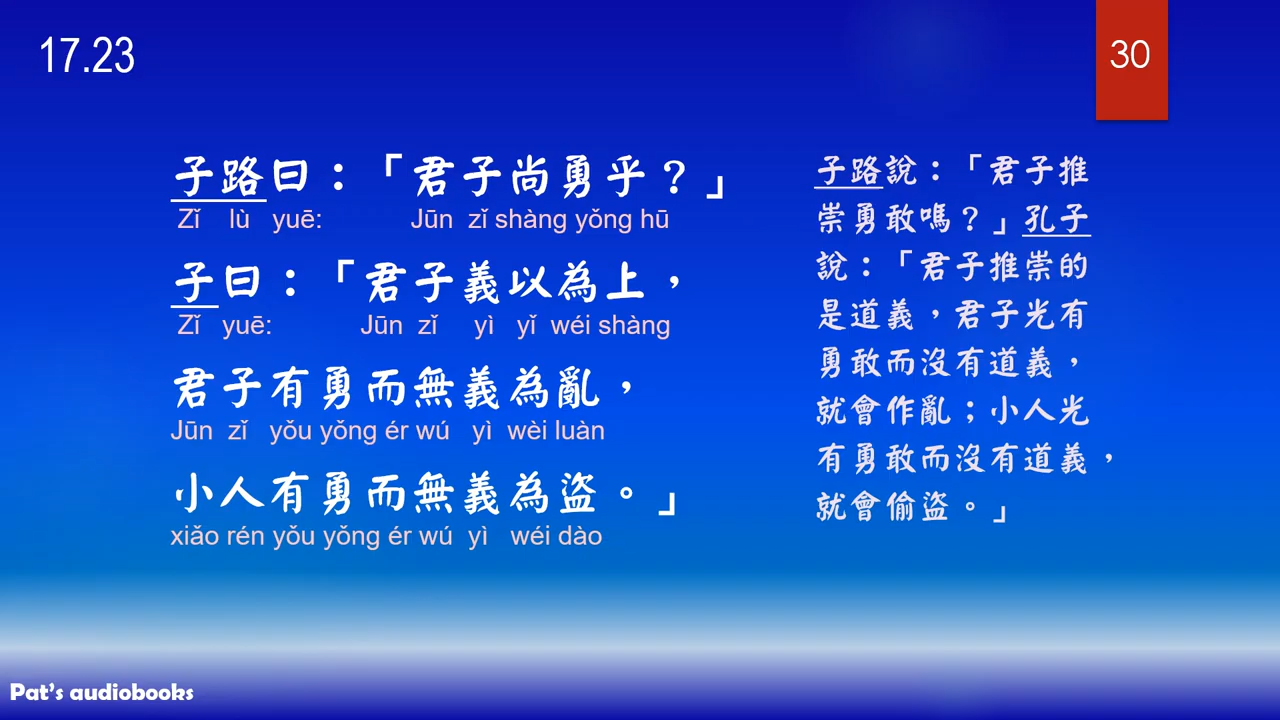 17.23
30
子路曰：「君子尚勇乎？」
Zǐ lù yuē: Jūn zǐ shàng yǒng hū
子曰：「君子義以為上，
Zǐ yuē: Jūn zǐ yì yǐ wéi shàng
君子有勇而無義為亂，
Jūn zǐ yǒu yǒng ér wú yì wèi luàn
小人有勇而無義為盜。」
xiǎo rén yǒu yǒng ér wú yì wéi dào
子路說：「君子推
崇勇敢嗎？」孔子
說：「君子推崇的
是道義，君子光有
勇敢而沒有道義，
就會作亂；小人光
有勇敢而沒有道義，
就會偷盜。」
Pat's audiobooks